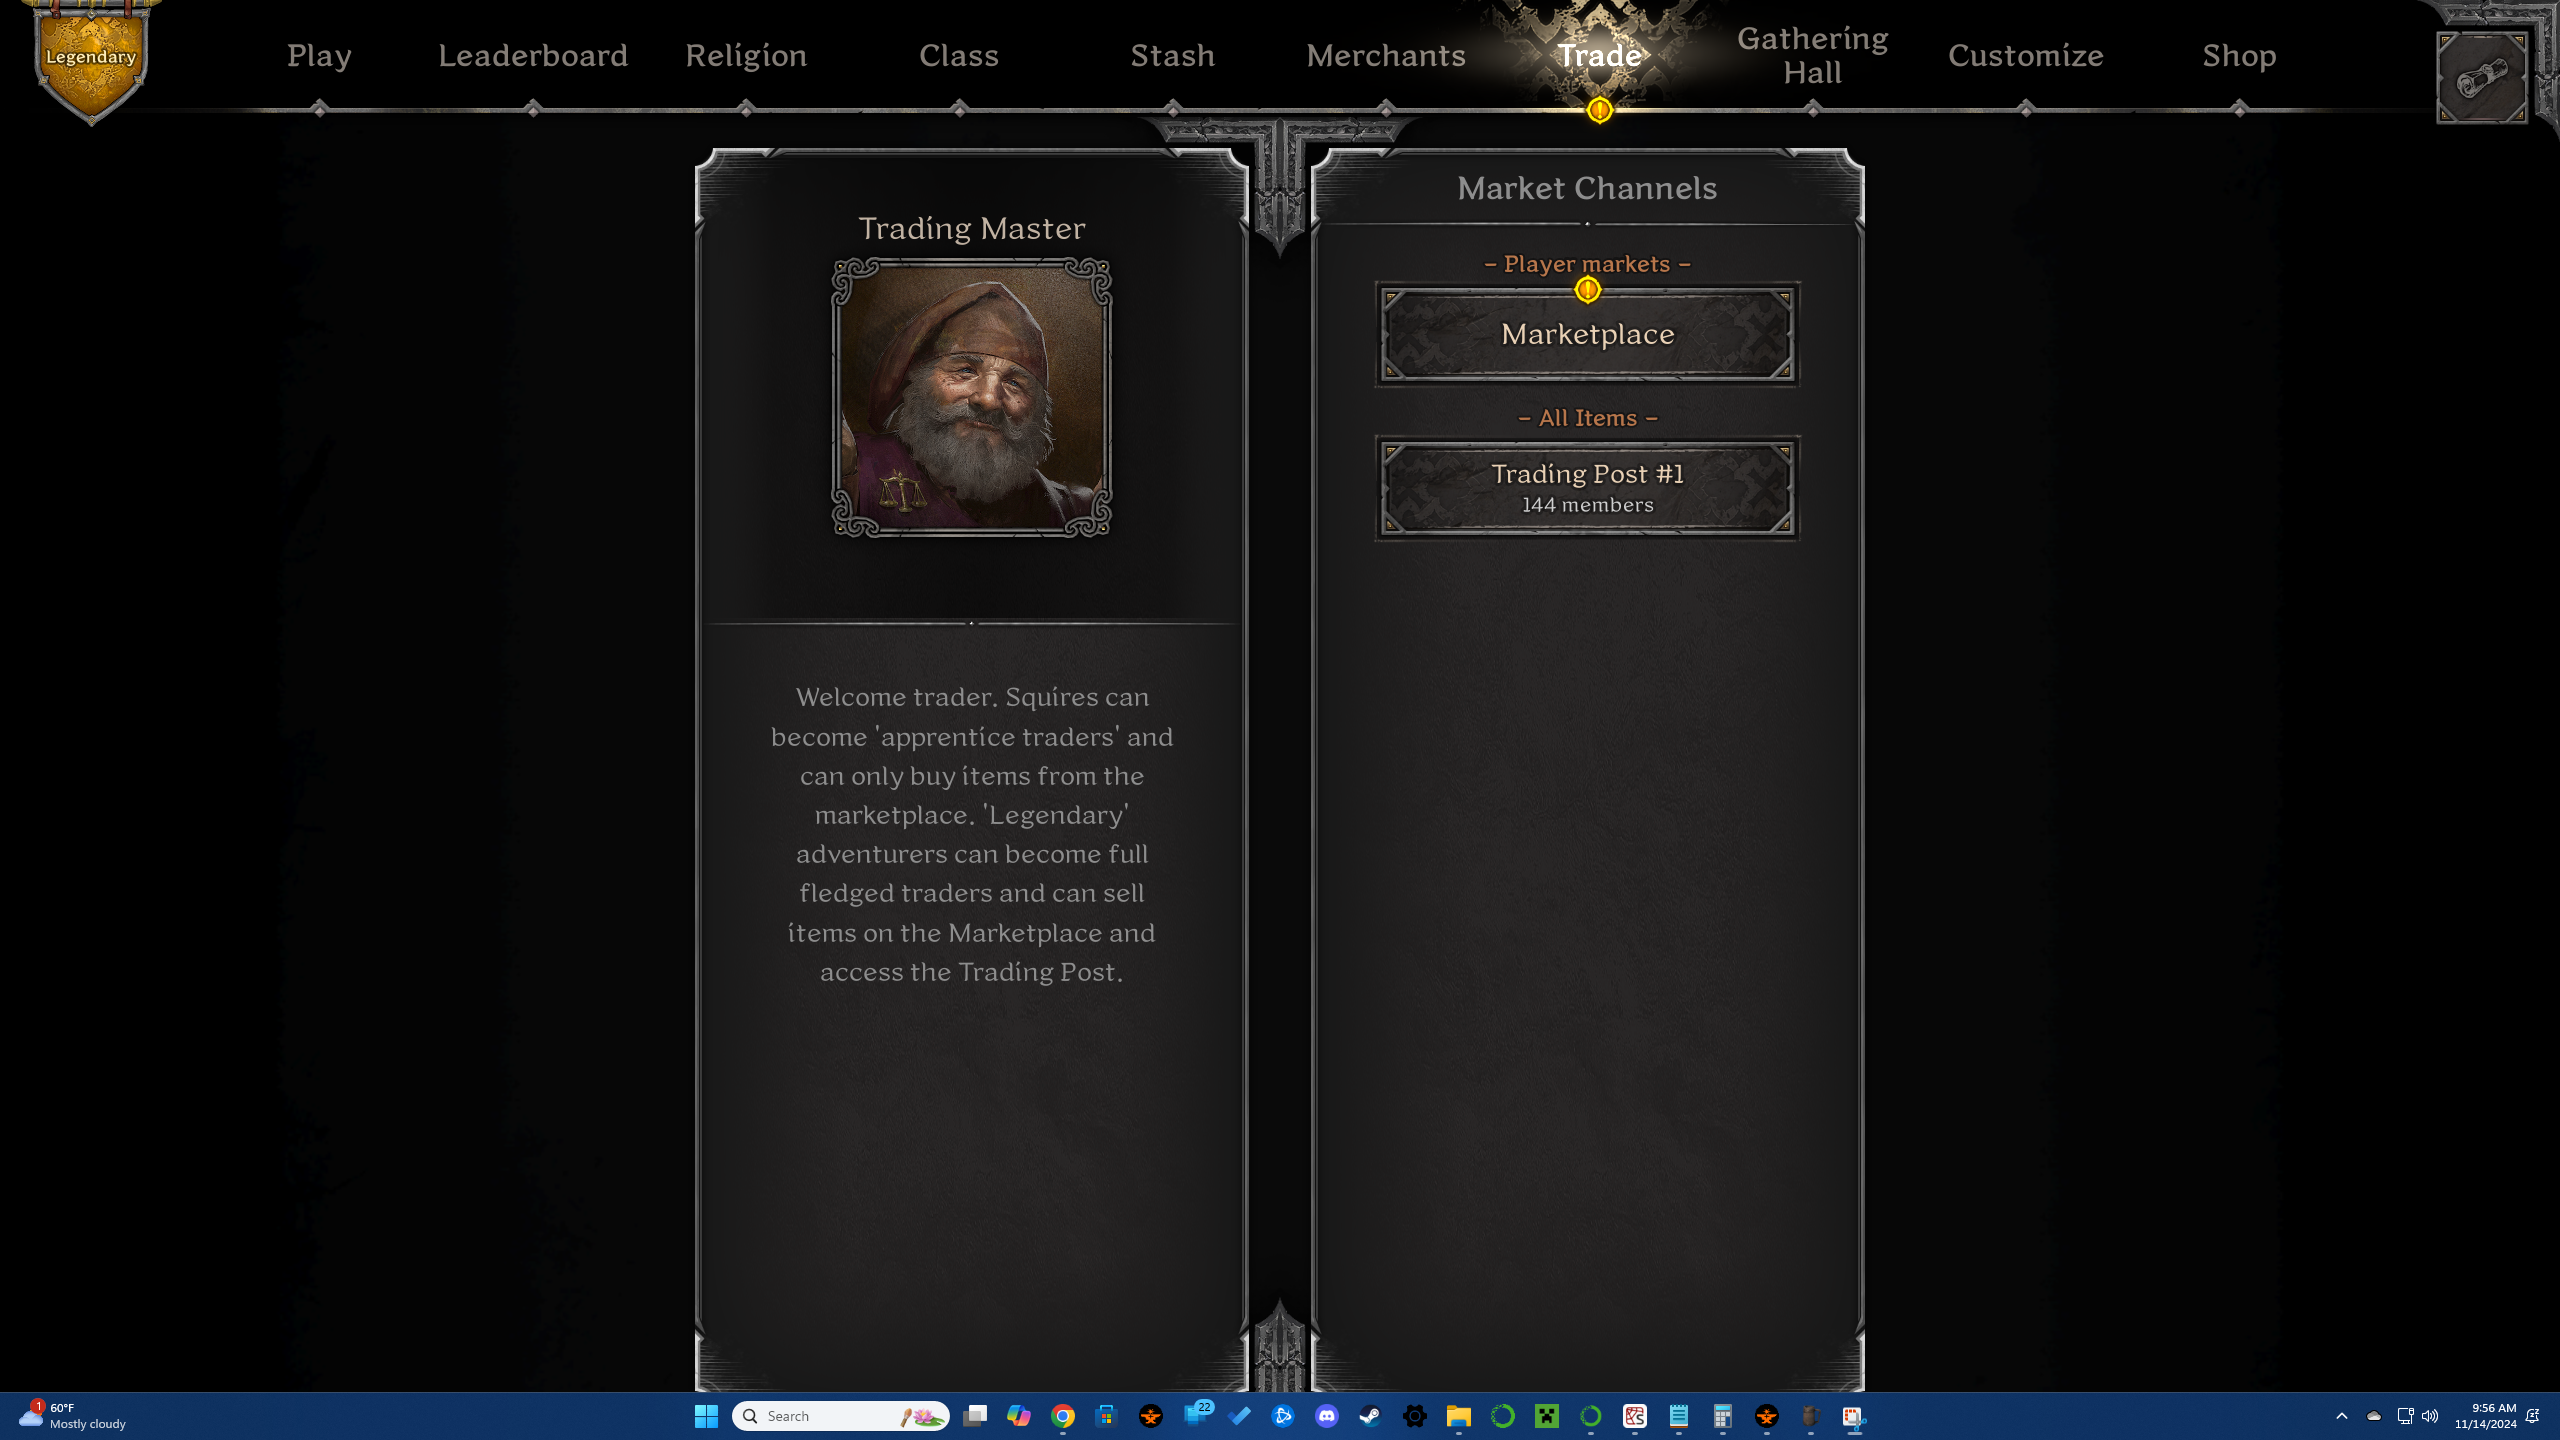 Legendary
Play
Leaderboard
Religion
Class
Stash
Merchants
Trade
Gathering
Hall
Customize
Shop
Trading Master
Welcome trader. Squires can
become 'apprentice traders' and
can only buy items from the
marketplace. 'Legendary'
adventurers can become full
fledged traders and can sell
items on the Marketplace and
access the Trading Post.
Market Channels
- Player markets -
Marketplace
- All Items -
Trading Post #1
144 members
1
60°F
Mostly cloudy
Search
22
9:56 AM
11/14/2024